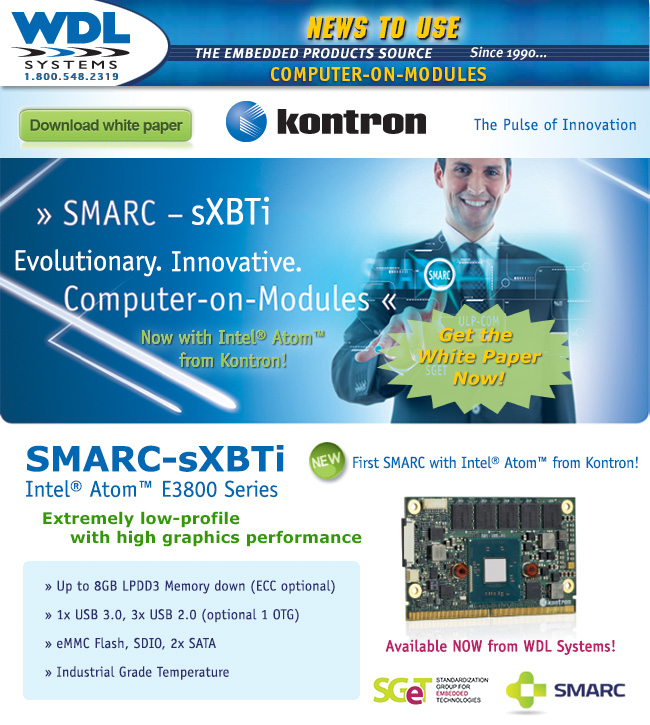 WDL
SYSTEMS
1.800.548.2319
NEWS TO USE
THE EMBEDDED PRODUCTS SOURCE Since 1990...
COMPUTER-ON-MODULES
Download white paper
kontron
The Pulse of Innovation
» SMARC – sXBTi
Evolutionary. Innovative.
Computer-on-Modules «
Now with Intel® Atom™
from Kontron!
SMARC
SMARC
ULP-COM
SGET
Get the
White Paper
Now!
SMARC-sXBTi
Intel® Atom™ E3800 Series
NEW
First SMARC with Intel® Atom™ from Kontron!
Extremely low-profile
with high graphics performance
» Up to 8GB LPDD3 Memory down (ECC optional)
» 1x USB 3.0, 3x USB 2.0 (optional 1 OTG)
» eMMC Flash, SDIO, 2x SATA
» Industrial Grade Temperature
kontron
Available NOW from WDL Systems!
SGeT
STANDARDIZATION
GROUP FOR
EMBEDDED
TECHNOLOGIES
SMARC